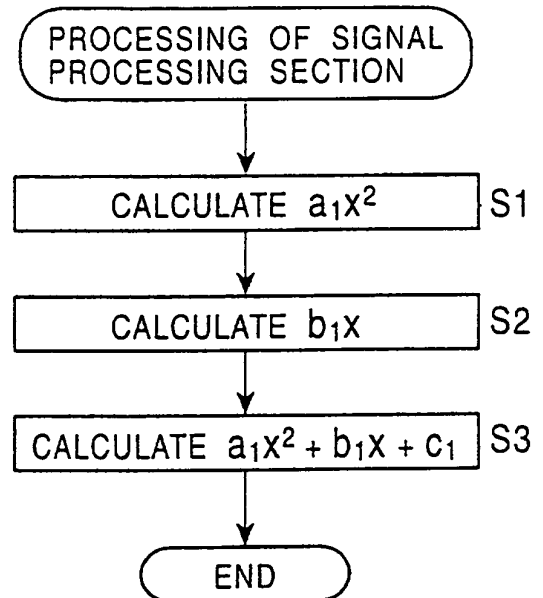 PROCESSING OF SIGNAL
PROCESSING SECTION
CALCULATE a₁x²
S1
CALCULATE b₁x
S2
CALCULATE a₁x² + b₁x + c₁
S3
END